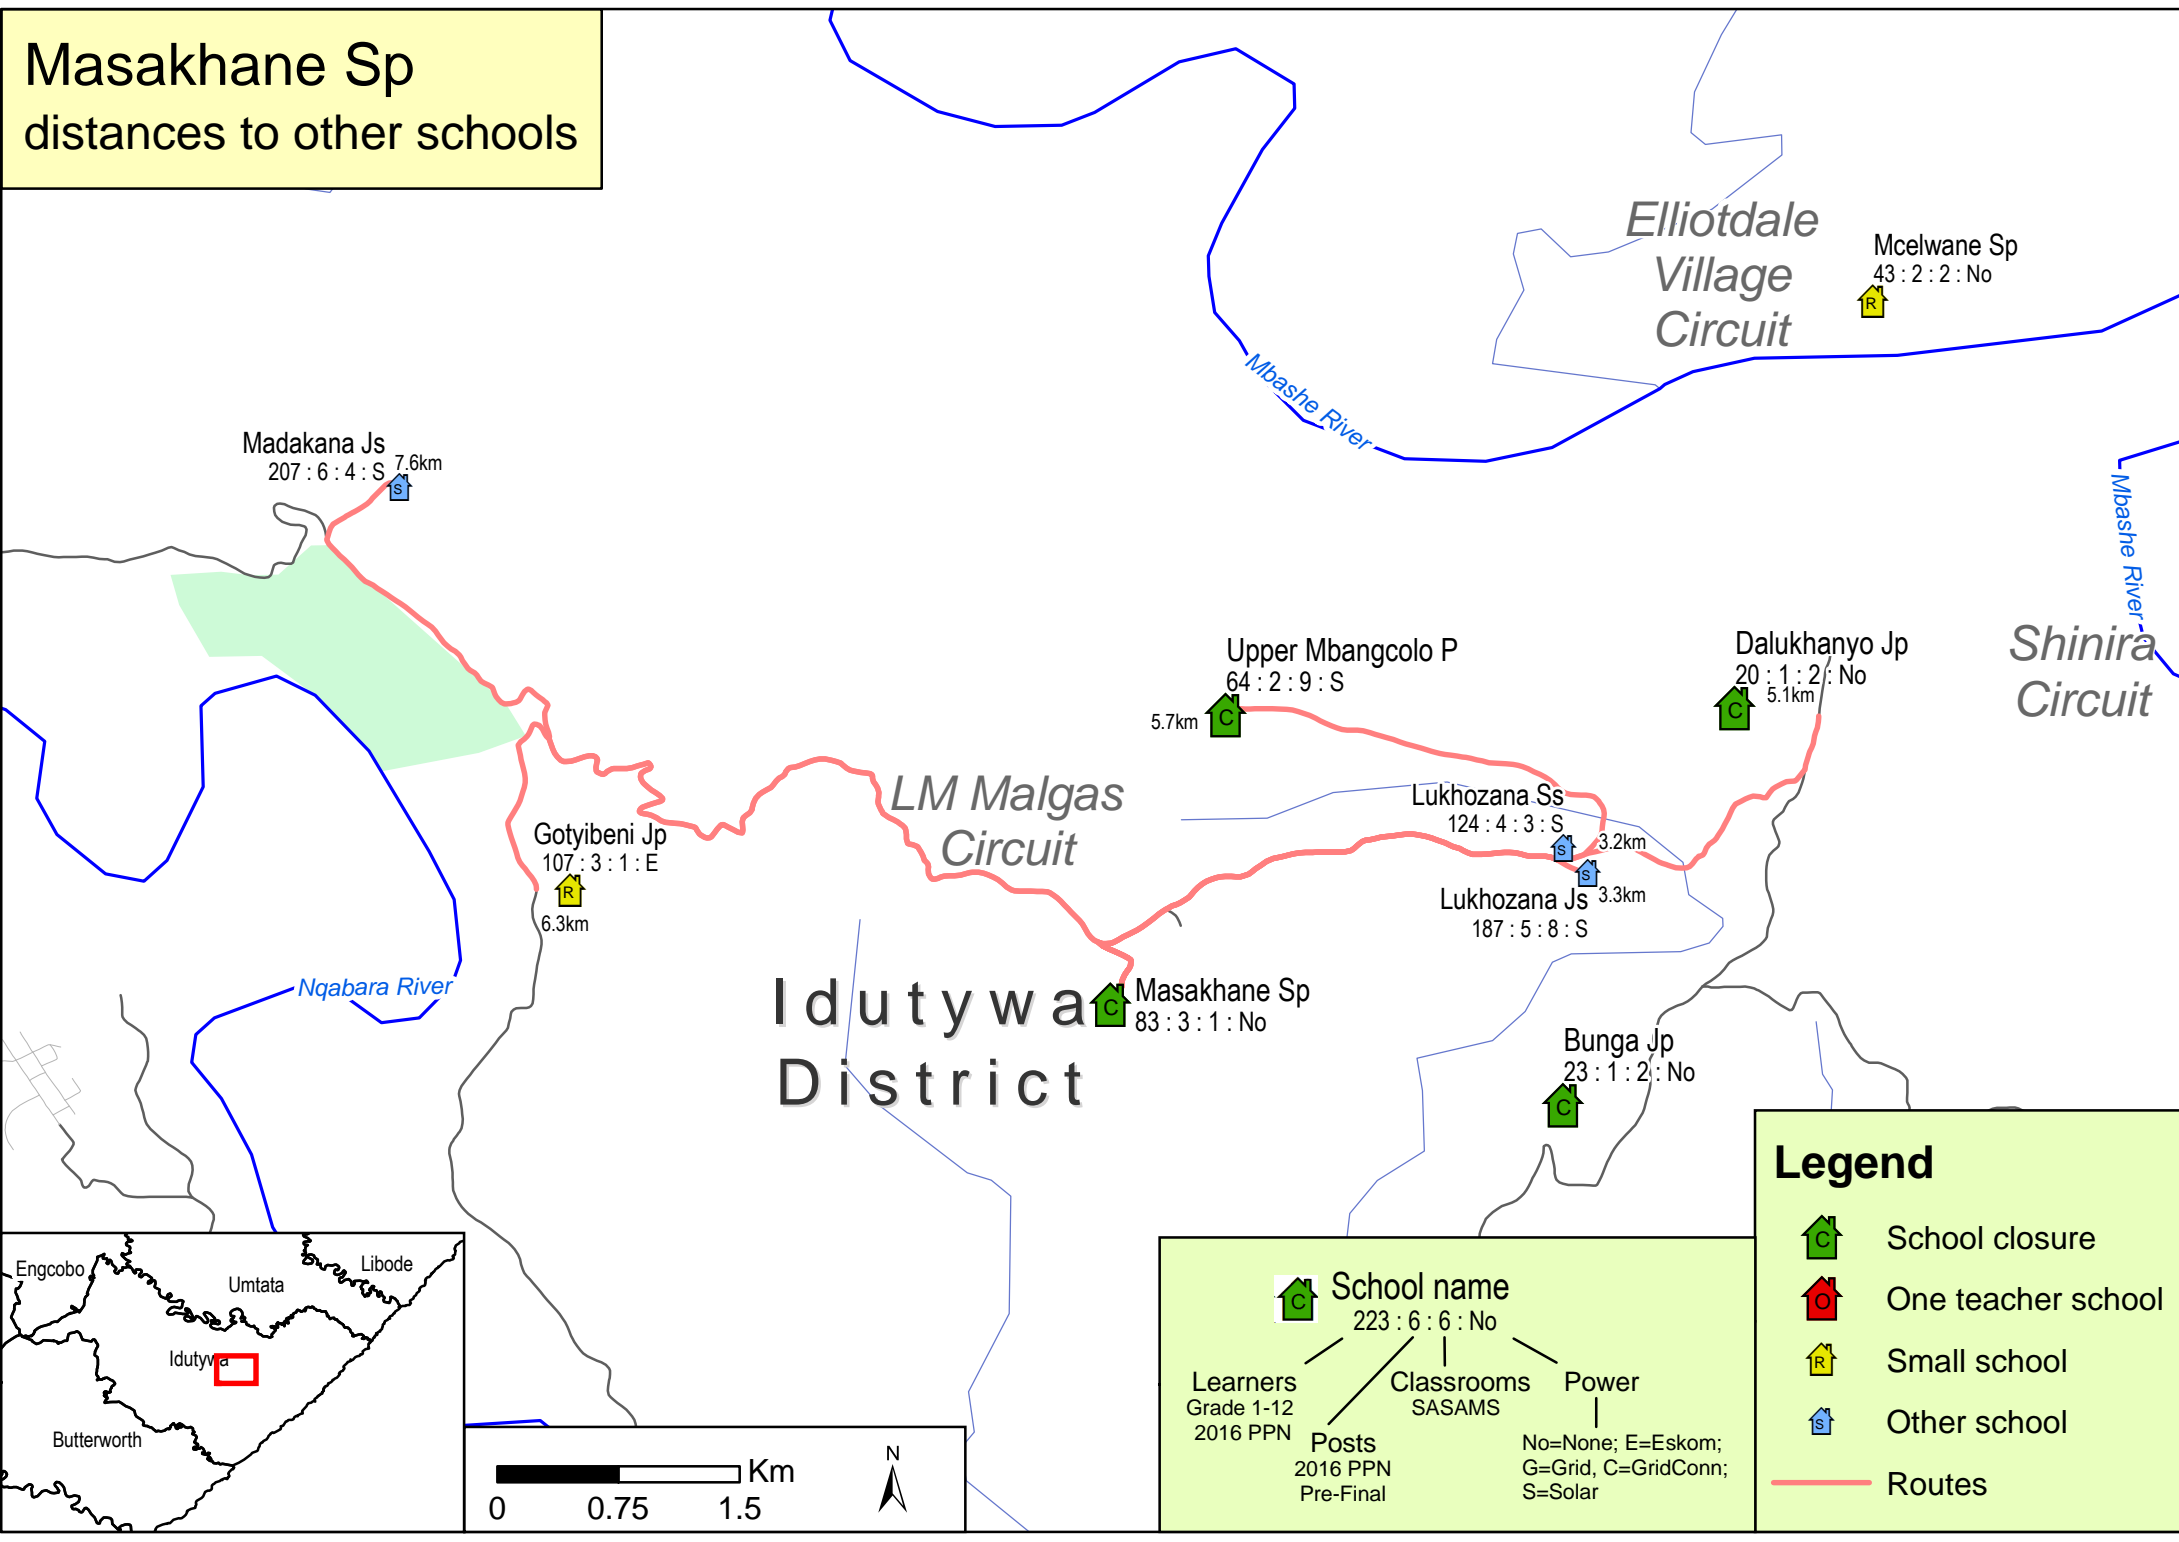 Masakhane Sp
distances to other schools
Elliotdale
Village
Circuit
Mcelwane Sp
43 : 2 : 2 : No
R
Mbashe River
Madakana Js
207 : 6 : 4 : S
7.6km
S
Mbashe River
Shinira
Circuit
Upper Mbangcolo P
64 : 2 : 9 : S
5.7km
C
Dalukhanyo Jp
20 : 1 : 2 : No
5.1km
C
LM Malgas
Circuit
Lukhozana Ss
124 : 4 : 3 : S
S
3.2km
Gotyibeni Jp
107 : 3 : 1 : E
R
6.3km
S
Lukhozana Js
3.3km
187 : 5 : 8 : S
Nqabara River
Idutywa
District
C
Masakhane Sp
83 : 3 : 1 : No
Bunga Jp
23 : 1 : 2 : No
C
Engcobo
Umtata
Libode
Idutywa
Butterworth
Km
0
0.75
1.5
N
C
School name
223 : 6 : 6 : No
Learners
Grade 1-12
2016 PPN
Posts
2016 PPN
Pre-Final
Classrooms
SASAMS
Power
No=None; E=Eskom;
G=Grid, C=GridConn;
S=Solar
Legend
C School closure
O One teacher school
R Small school
S Other school
Routes